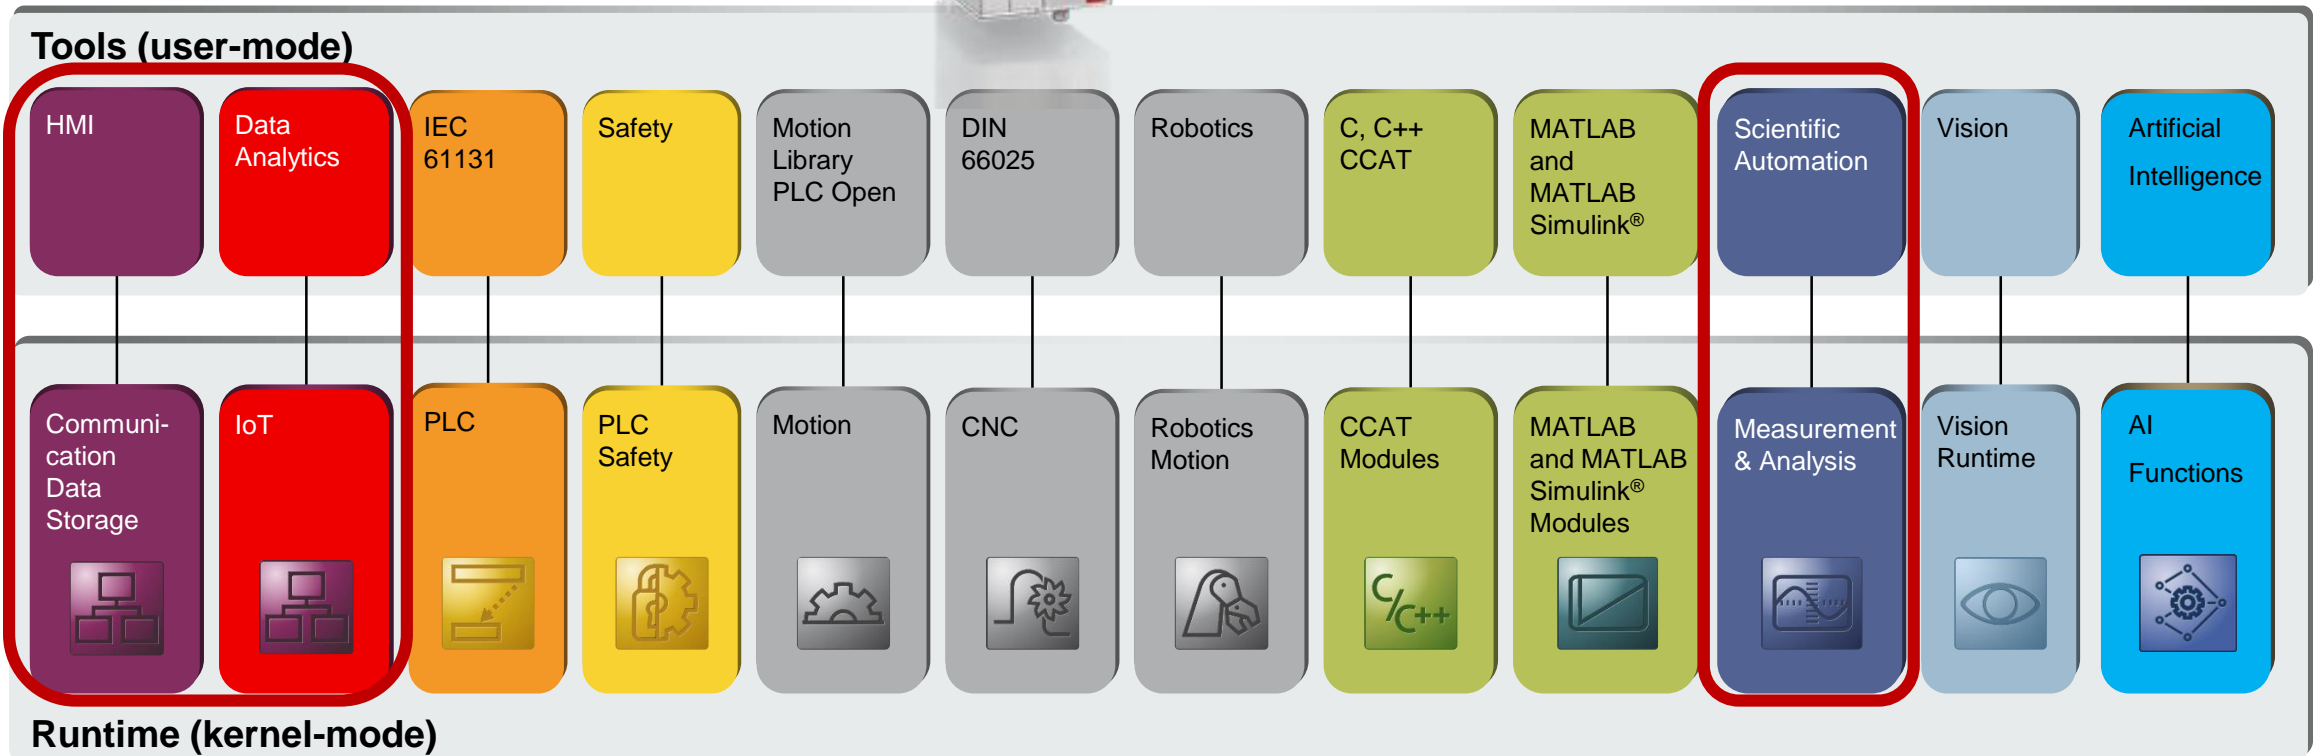 Tools (user-mode)
HMI
Data
Analytics
IEC
61131
Safety
Motion
Library
PLC Open
DIN
66025
Robotics
C, C++
CCAT
MATLAB
and
MATLAB
Simulink®
Scientific
Automation
Vision
Artificial
Intelligence
Communi-
cation
Data
Storage
IoT
PLC
PLC
Safety
Motion
CNC
Robotics
Motion
CCAT
Modules
C/C++
MATLAB
and MATLAB
Simulink®
Modules
Measurement
& Analysis
Vision
Runtime
AI
Functions
Runtime (kernel-mode)